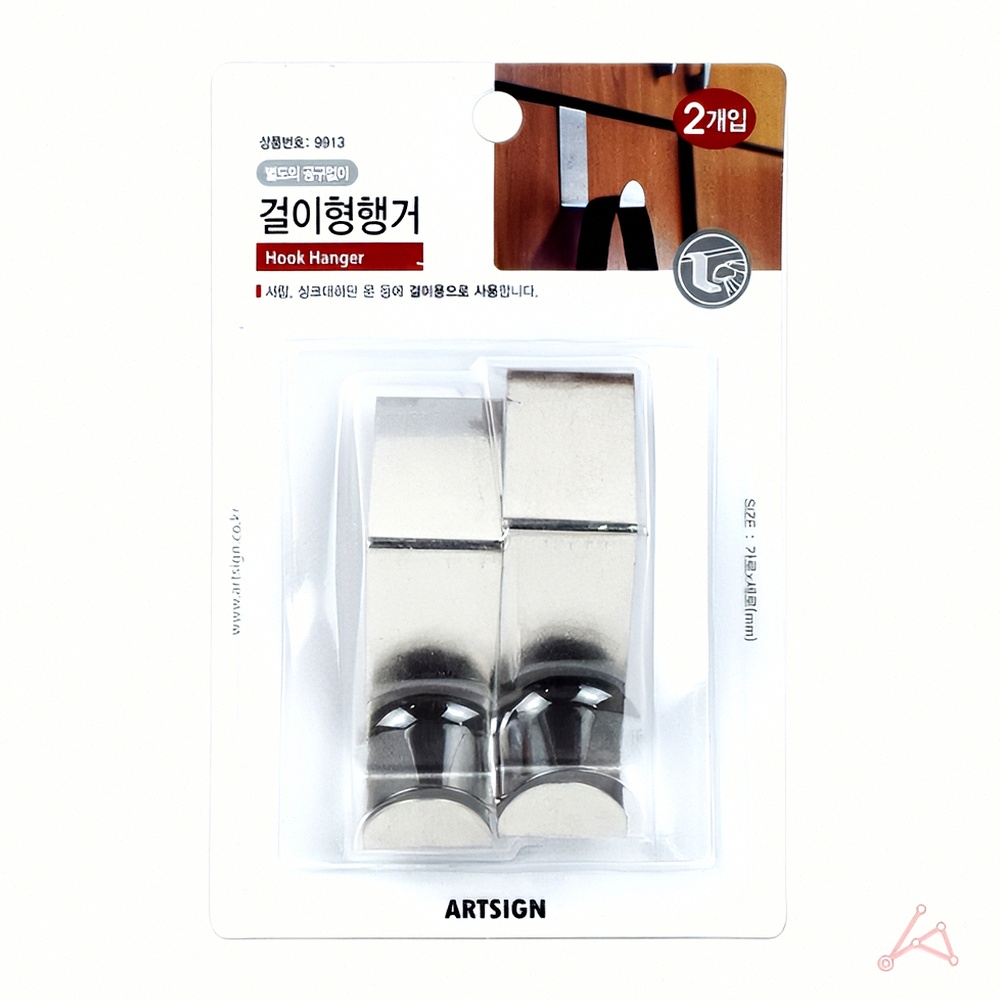 상품번호: 9913
2개입
별도의 공구없이
걸이형행거
Hook Hanger
서랍, 싱크대하단 문 등에 걸이용으로 사용합니다.
www.artsign.co.kr
SIZE : 가로x세로(mm)
ARTSIGN